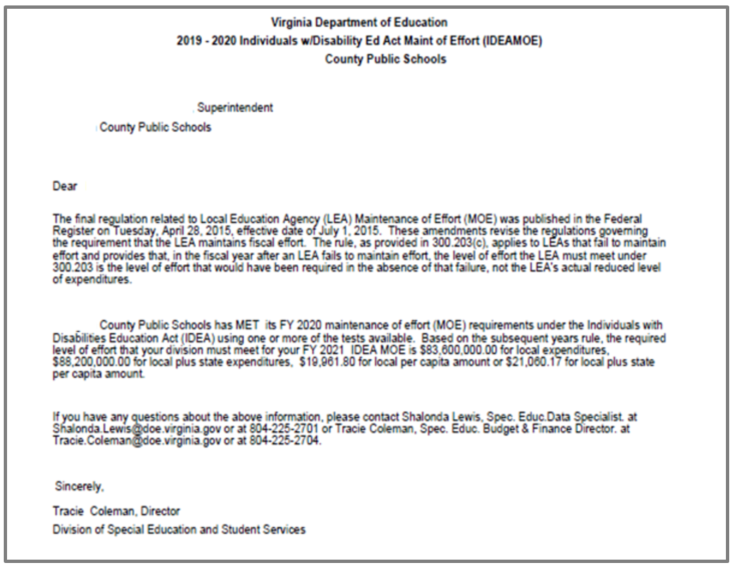 Virginia Department of Education
2019 - 2020 Individuals w/Disability Ed Act Maint of Effort (IDEAMOE)
County Public Schools
Superintendent
County Public Schools
Dear
The final regulation related to Local Education Agency (LEA) Maintenance of Effort (MOE) was published in the Federal
Register on Tuesday, April 28, 2015, effective date of July 1, 2015. These amendments revise the regulations governing
the requirement that the LEA maintains fiscal effort. The rule, as provided in 300.203(c), applies to LEAs that fail to maintain
effort and provides that, in the fiscal year after an LEA fails to maintain effort, the level of effort the LEA must meet under
300.203 is the level of effort that would have been required in the absence of that failure, not the LEA's actual reduced level
of expenditures.
County Public Schools has MET its FY 2020 maintenance of effort (MOE) requirements under the Individuals with
Disabilities Education Act (IDEA) using one or more of the tests available. Based on the subsequent years rule, the required
level of effort that your division must meet for your FY 2021 IDEA MOE is $83,600,000.00 for local expenditures,
$88,200,000.00 for local plus state expenditures, $19,961.80 for local per capita amount or $21,060.17 for local plus state
per capita amount.
If you have any questions about the above information, please contact Shalonda Lewis, Spec. Educ.Data Specialist. at
Shalonda.Lewis@doe.virginia.gov or at 804-225-2701 or Tracie Coleman, Spec. Educ. Budget & Finance Director. at
Tracie.Coleman@doe.virginia.gov or at 804-225-2704.
Sincerely,
Tracie Coleman, Director
Division of Special Education and Student Services